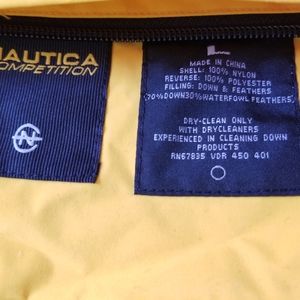 NAUTICA
COMPETITION
N
L
MADE IN CHINA
SHELL: 100% NYLON
REVERSE: 100% POLYESTER
FILLING: DOWN & FEATHERS
(70%DOWN30%WATERFOWL FEATHERS)
DRY-CLEAN ONLY
WITH DRYCLEANERS
EXPERIENCED IN CLEANING DOWN
PRODUCTS
RN67835 VDR 450 401